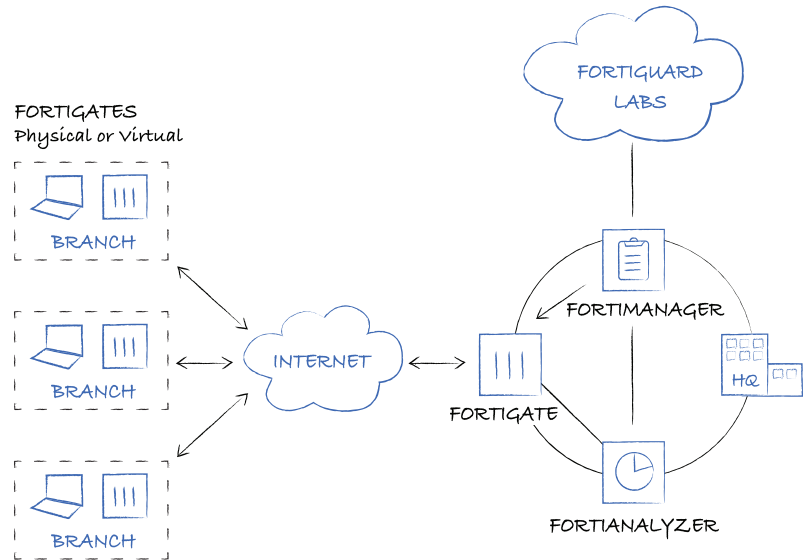 FORTIGUARD
LABS
FORTIGATES
Physical or Virtual
BRANCH
FORTIMANAGER
BRANCH
INTERNET
HQ
FORTIGATE
BRANCH
FORTIANALYZER